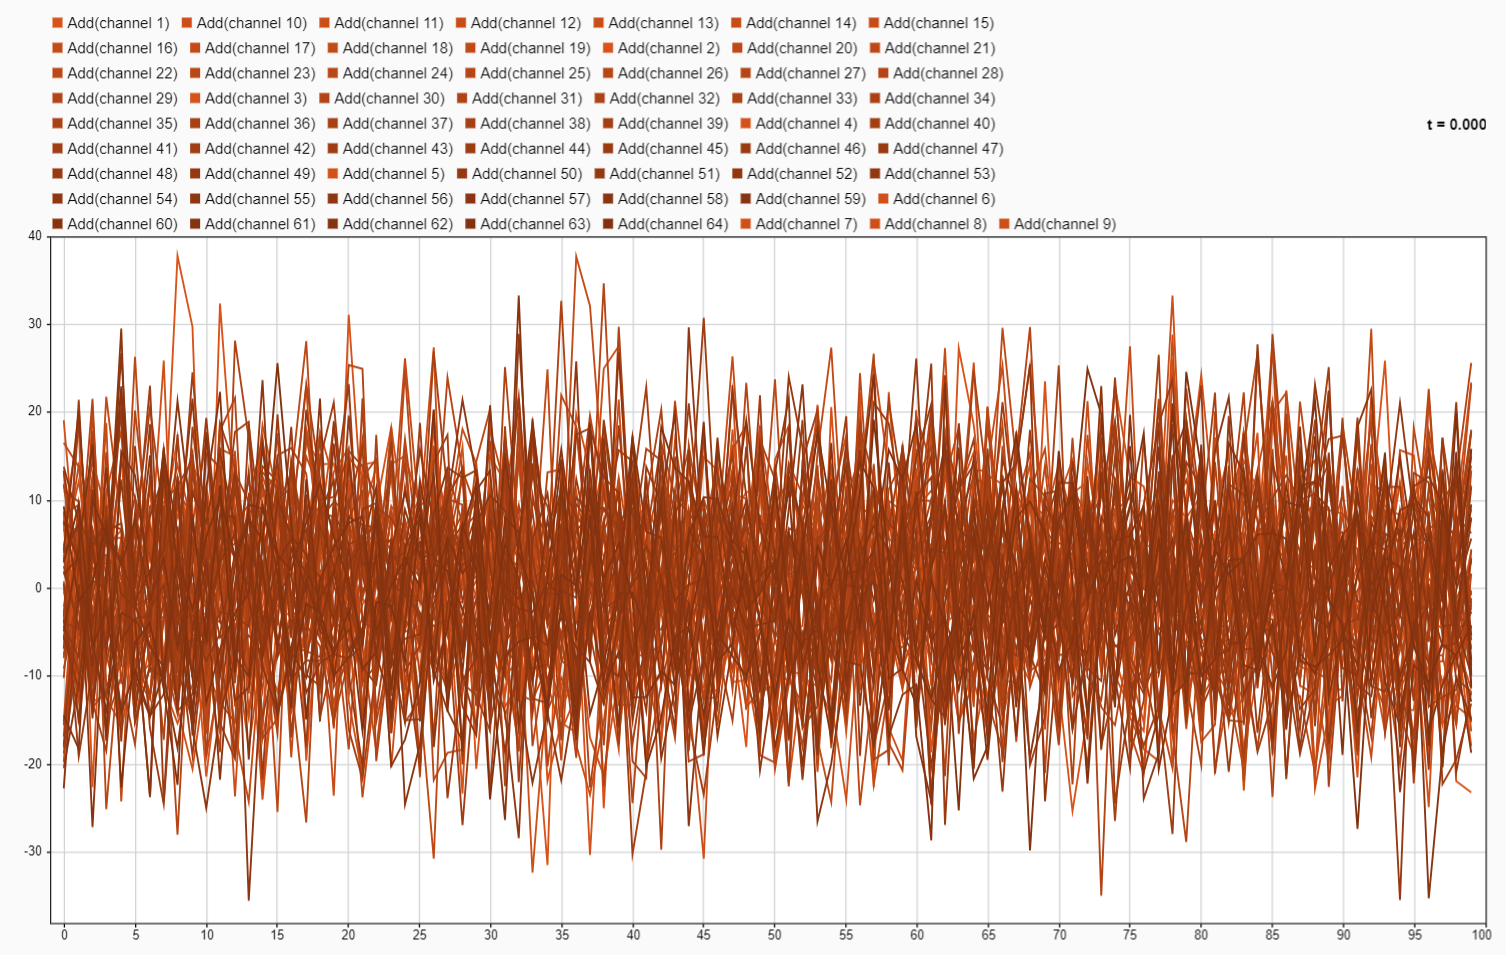 Add(channel 1) Add(channel 10) Add(channel 11) Add(channel 12) Add(channel 13) Add(channel 14) Add(channel 15)
Add(channel 16) Add(channel 17) Add(channel 18) Add(channel 19) Add(channel 2) Add(channel 20) Add(channel 21)
Add(channel 22) Add(channel 23) Add(channel 24) Add(channel 25) Add(channel 26) Add(channel 27) Add(channel 28)
Add(channel 29) Add(channel 3) Add(channel 30) Add(channel 31) Add(channel 32) Add(channel 33) Add(channel 34)
Add(channel 35) Add(channel 36) Add(channel 37) Add(channel 38) Add(channel 39) Add(channel 4) Add(channel 40)
t = 0.000
Add(channel 41) Add(channel 42) Add(channel 43) Add(channel 44) Add(channel 45) Add(channel 46) Add(channel 47)
Add(channel 48) Add(channel 49) Add(channel 5) Add(channel 50) Add(channel 51) Add(channel 52) Add(channel 53)
Add(channel 54) Add(channel 55) Add(channel 56) Add(channel 57) Add(channel 58) Add(channel 59) Add(channel 6)
Add(channel 60) Add(channel 61) Add(channel 62) Add(channel 63) Add(channel 64) Add(channel 7) Add(channel 8) Add(channel 9)
40
30
20
10
0
-10
-20
-30
0 5 10 15 20 25 30 35 40 45 50 55 60 65 70 75 80 85 90 95 100